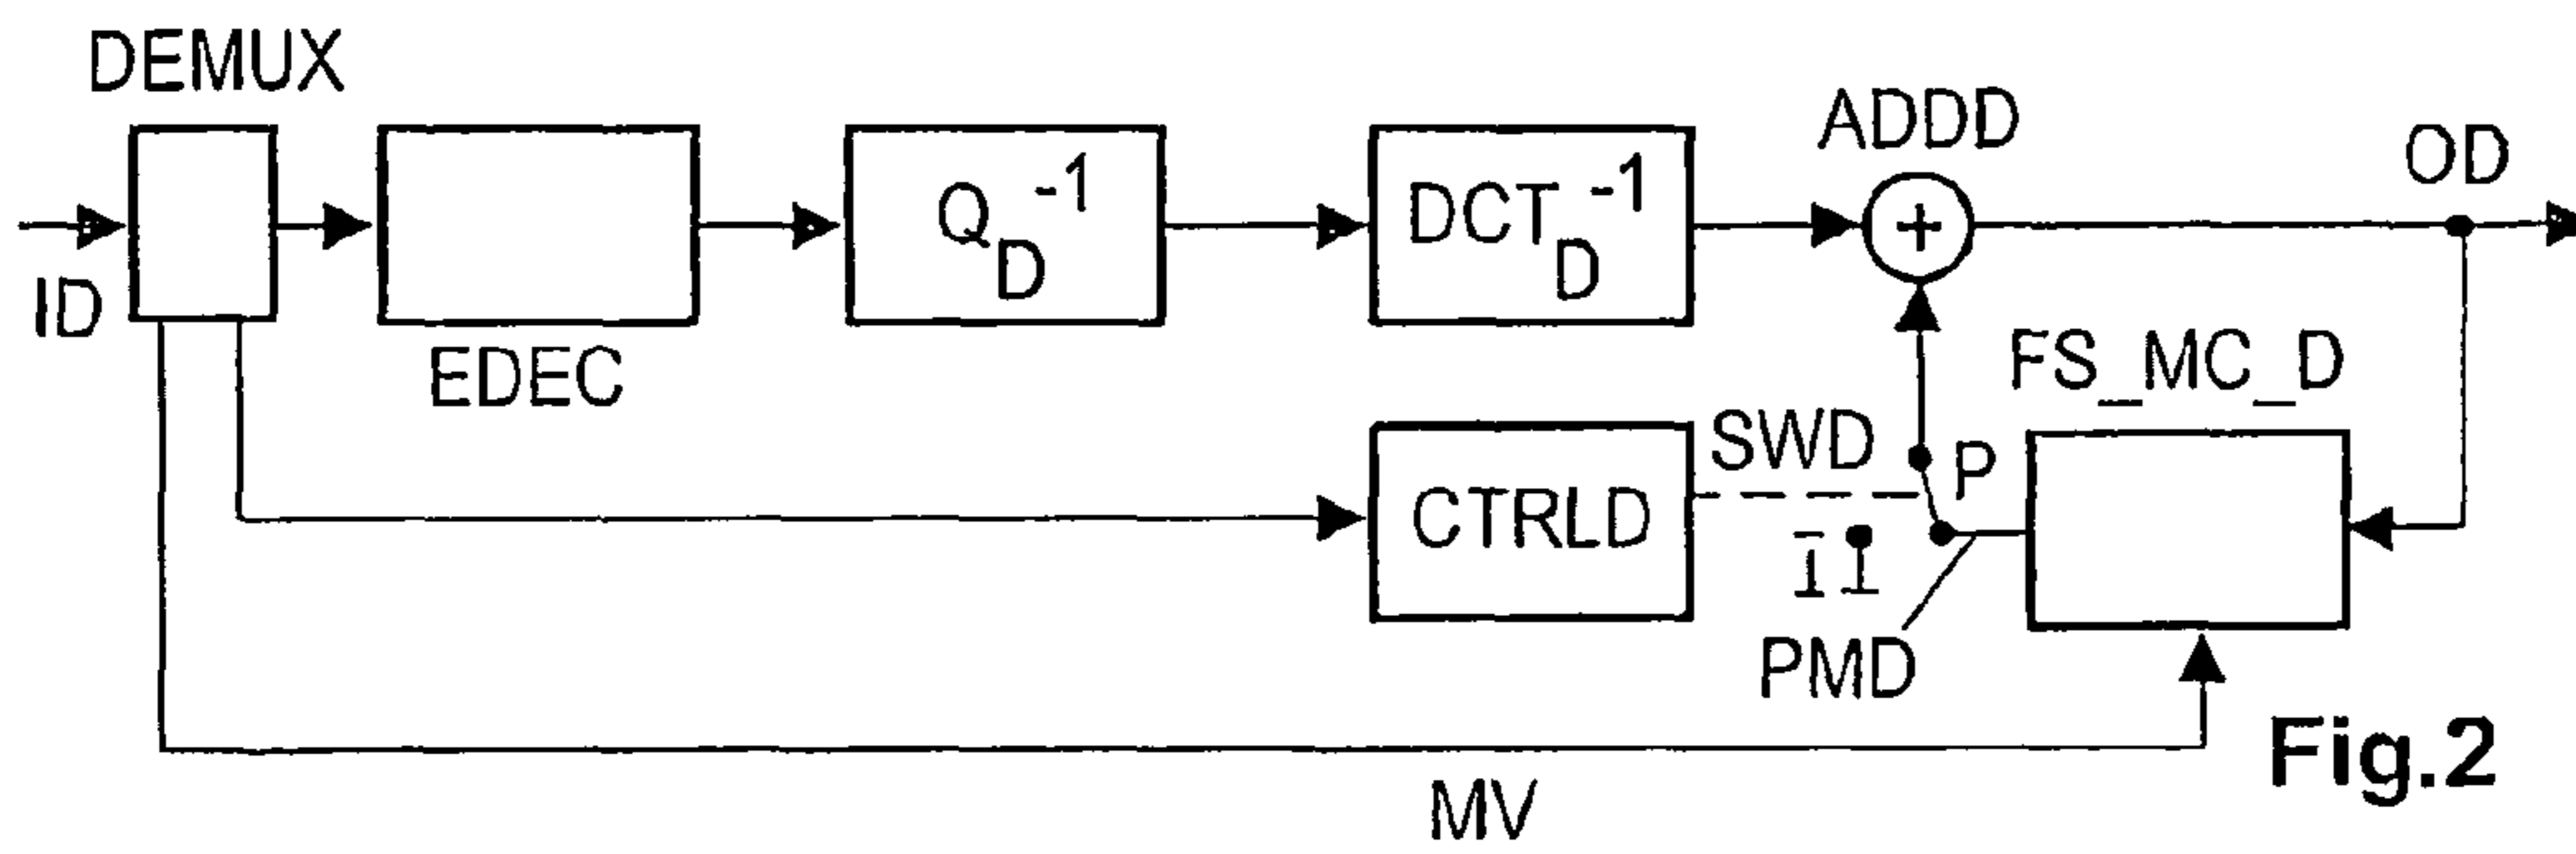 DEMUX
ADDD
OD
ID
EDEC
Q_D^-1
DCT_D^-1
+
FS_MC_D
SWD
P
CTRLD
I
PMD
MV
Fig.2